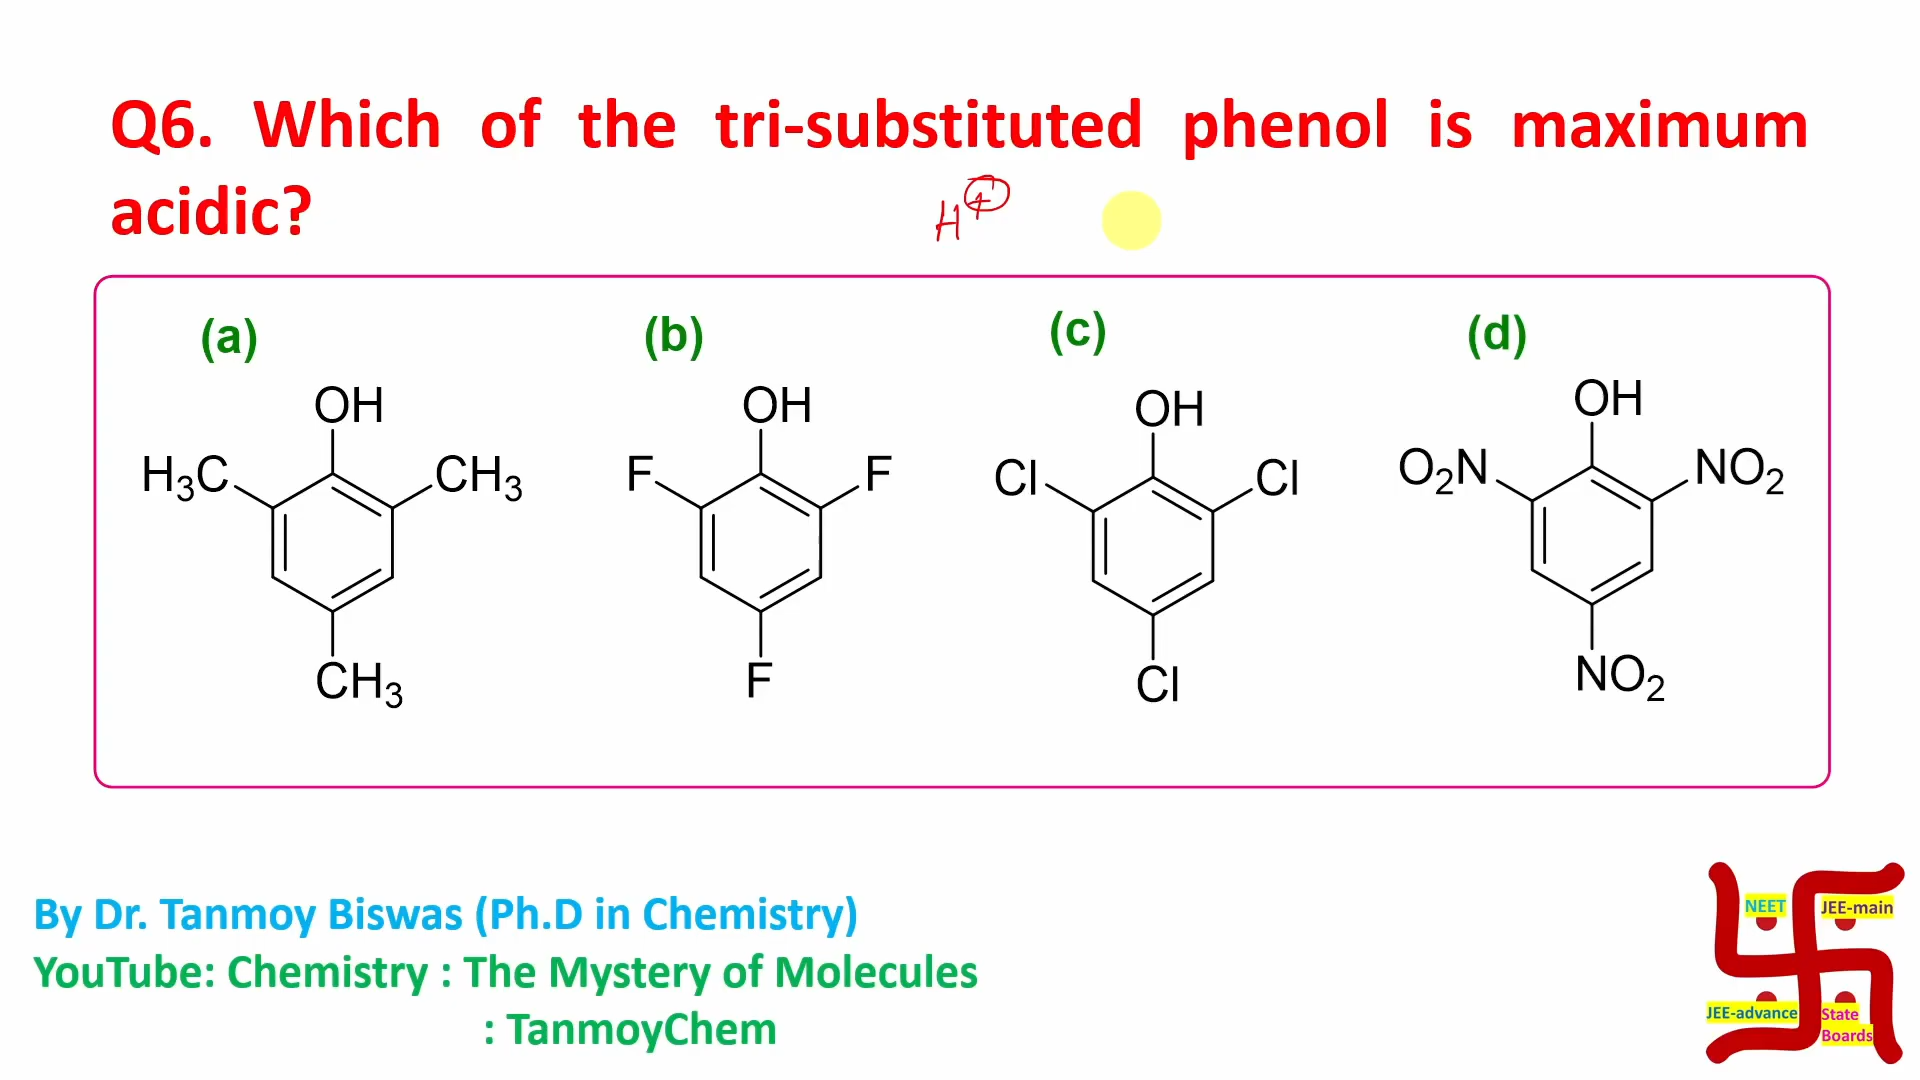 Q6. Which of the tri-substituted phenol is maximum
acidic?
H+
(a) (b) (c) (d)
OH OH OH OH
H3C CH3 F F Cl Cl O2N NO2
CH3 F Cl NO2
By Dr. Tanmoy Biswas (Ph.D in Chemistry)
YouTube: Chemistry : The Mystery of Molecules
: TanmoyChem
NEET JEE-main
JEE-advance State
Boards